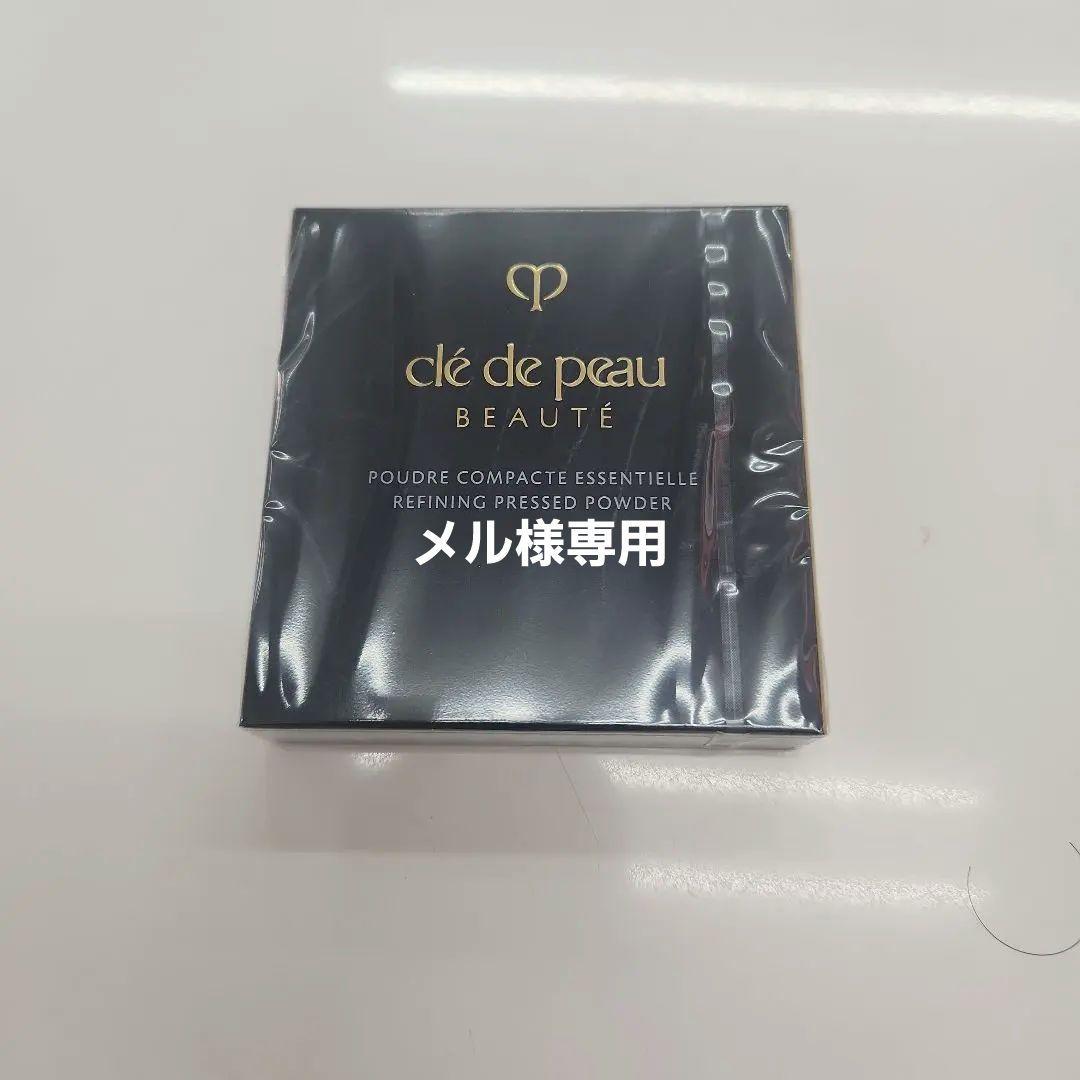 clé de peau
BEAUTÉ
POUDRE COMPACTE ESSENTIELLE
REFINING PRESSED POWDER
メル様専用